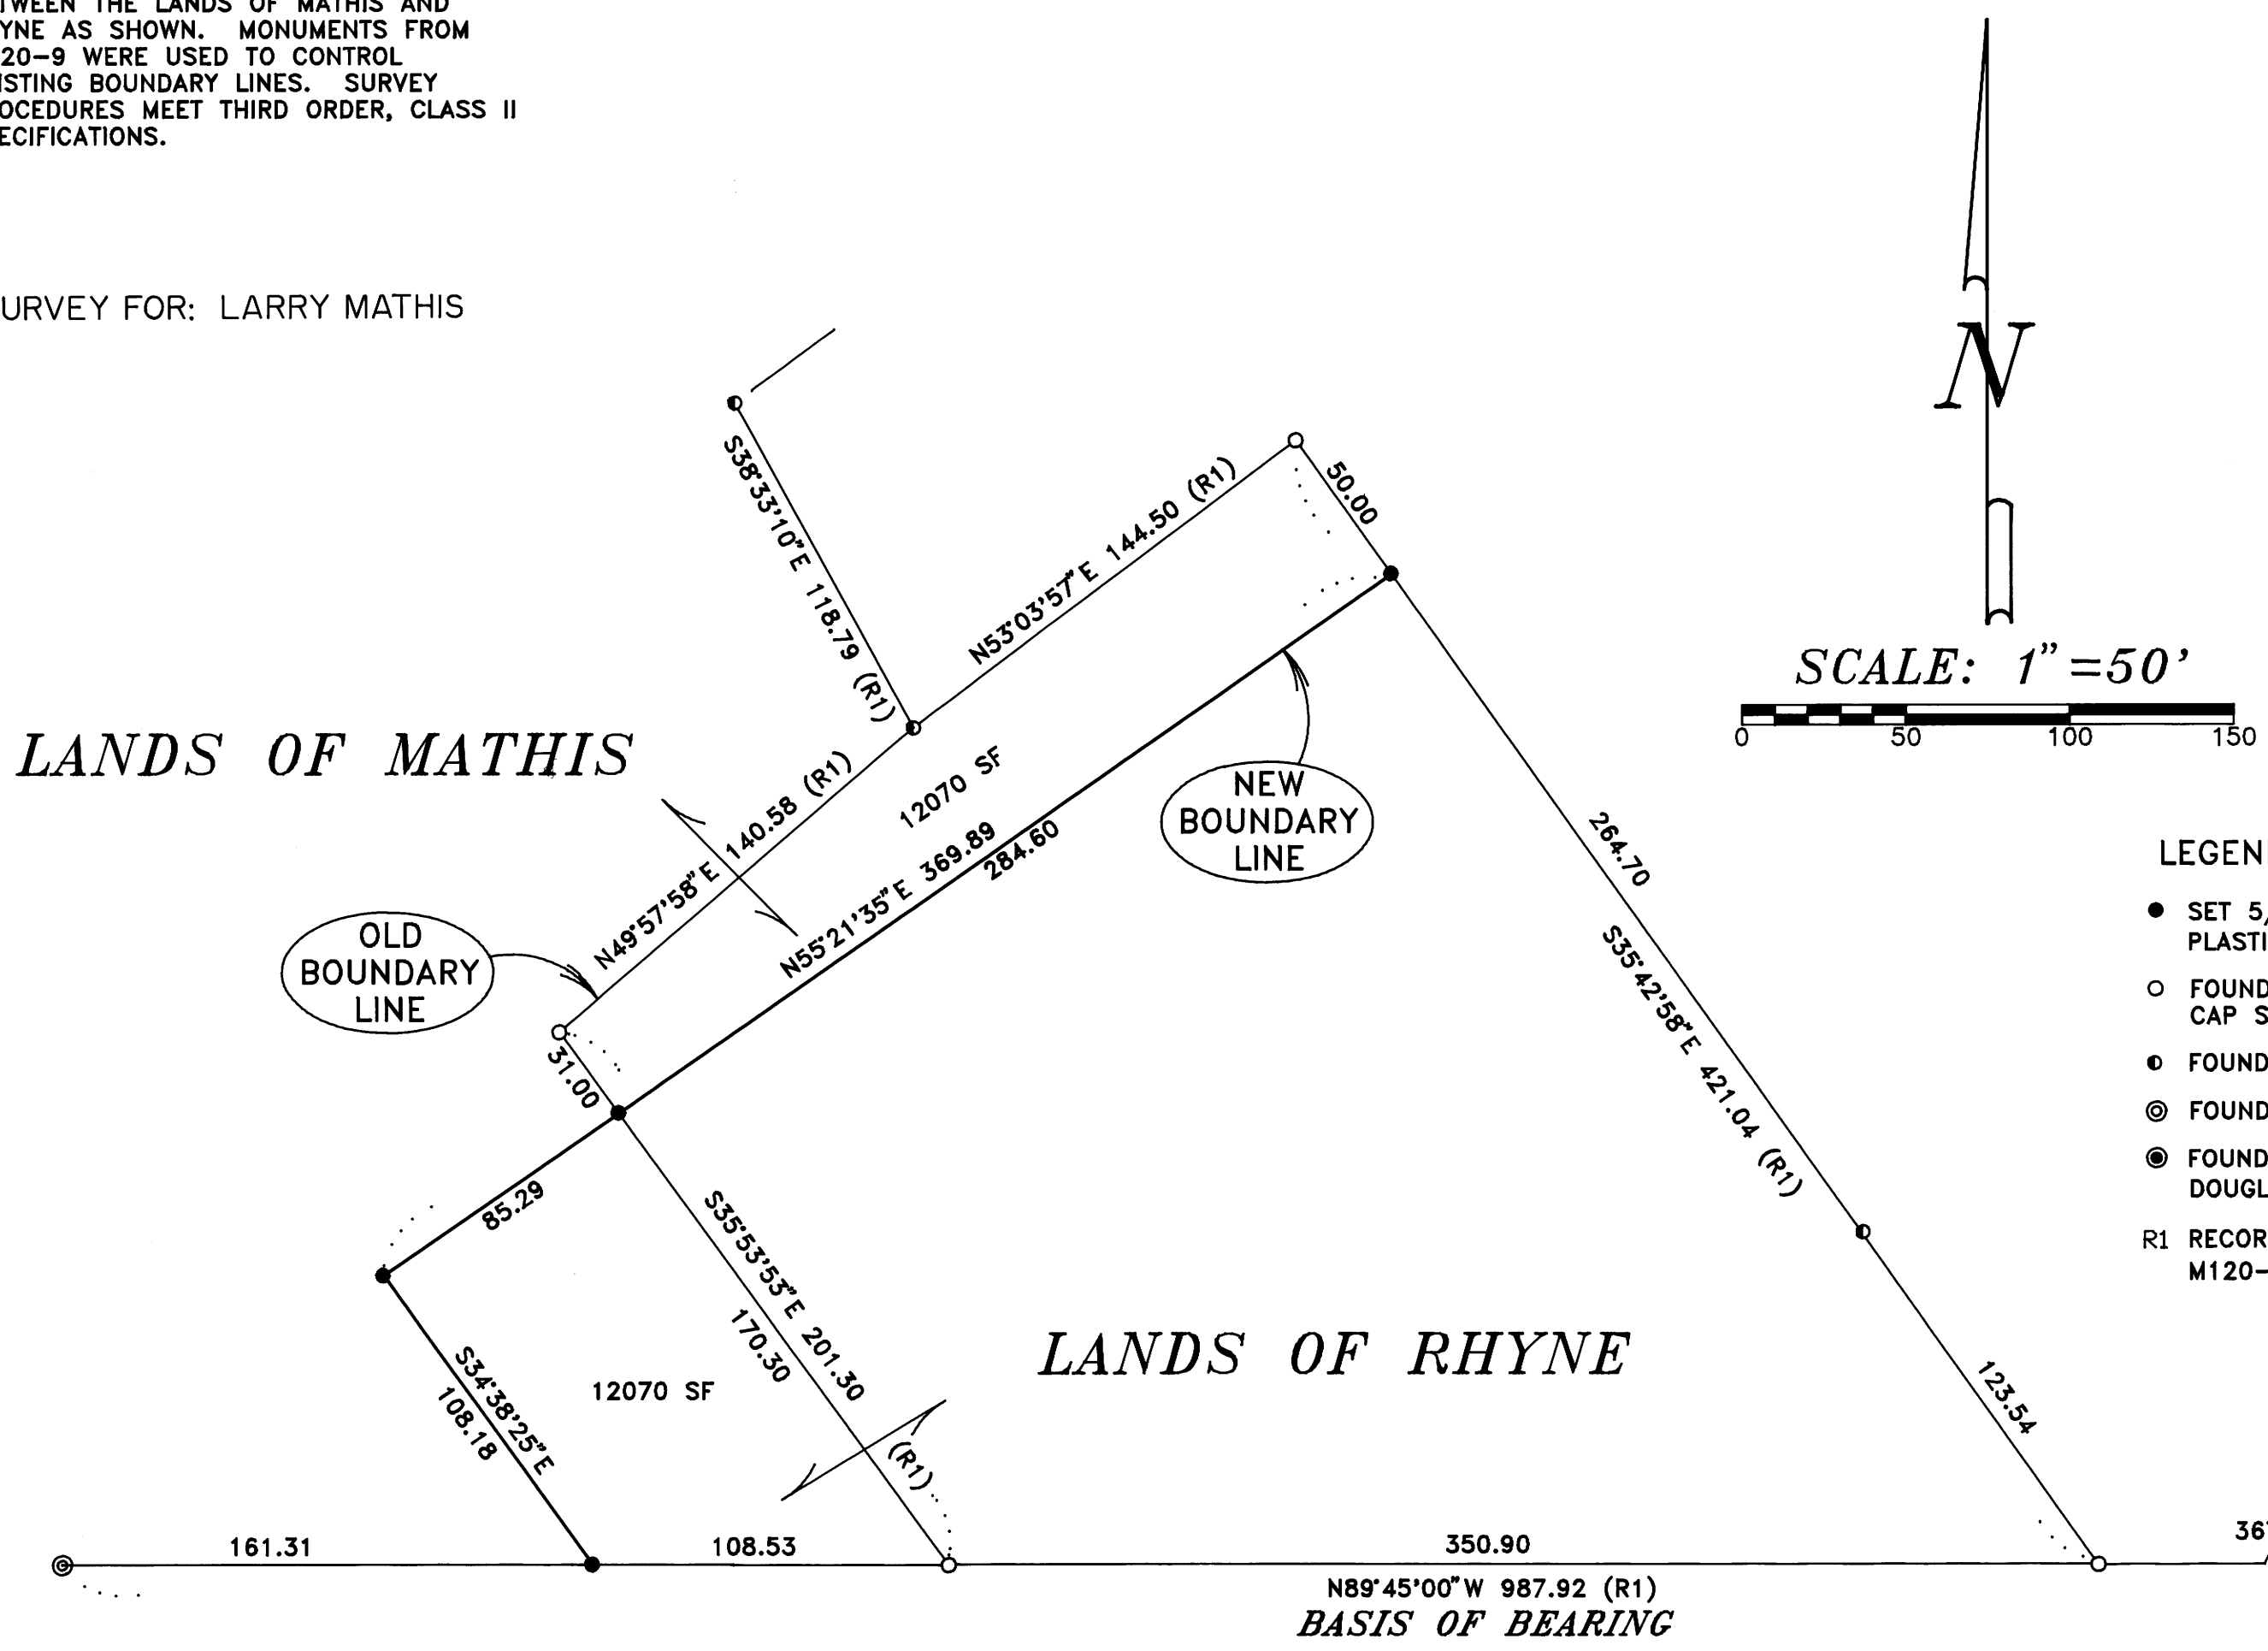 LANDS OF MATHIS AND
AS SHOWN. MONUMENTS FROM
20-9 WERE USED TO CONTROL
BOUNDARY LINES. SURVEY
MEET THIRD ORDER, CLASS II
SURVEY FOR: LARRY MATHIS
N
SCALE: 1"=50'
0 50 100 150
S38°33'10"E 118.79 (R1)
N53°03'57"E 144.50 (R1)
50.00
LANDS OF MATHIS
N49°57'58"E 140.58 (R1)
12070 SF
N55°21'35"E 369.89
284.60
NEW
BOUNDARY
LINE
OLD
BOUNDARY
LINE
31.00
264.70
S35°42'58"E 421.04 (R1)
123.54
85.29
S35°53'53"E 201.30 (R1)
170.30
S34°38'25"E
108.18
12070 SF
LANDS OF RHYNE
161.31
108.53
350.90
36
N89°45'00"W 987.92 (R1)
BASIS OF BEARING
LEGEN
SET 5/
PLASTI
FOUND
CAP S
FOUND
FOUND
FOUND
DOUGL
R1 RECOR
M120-